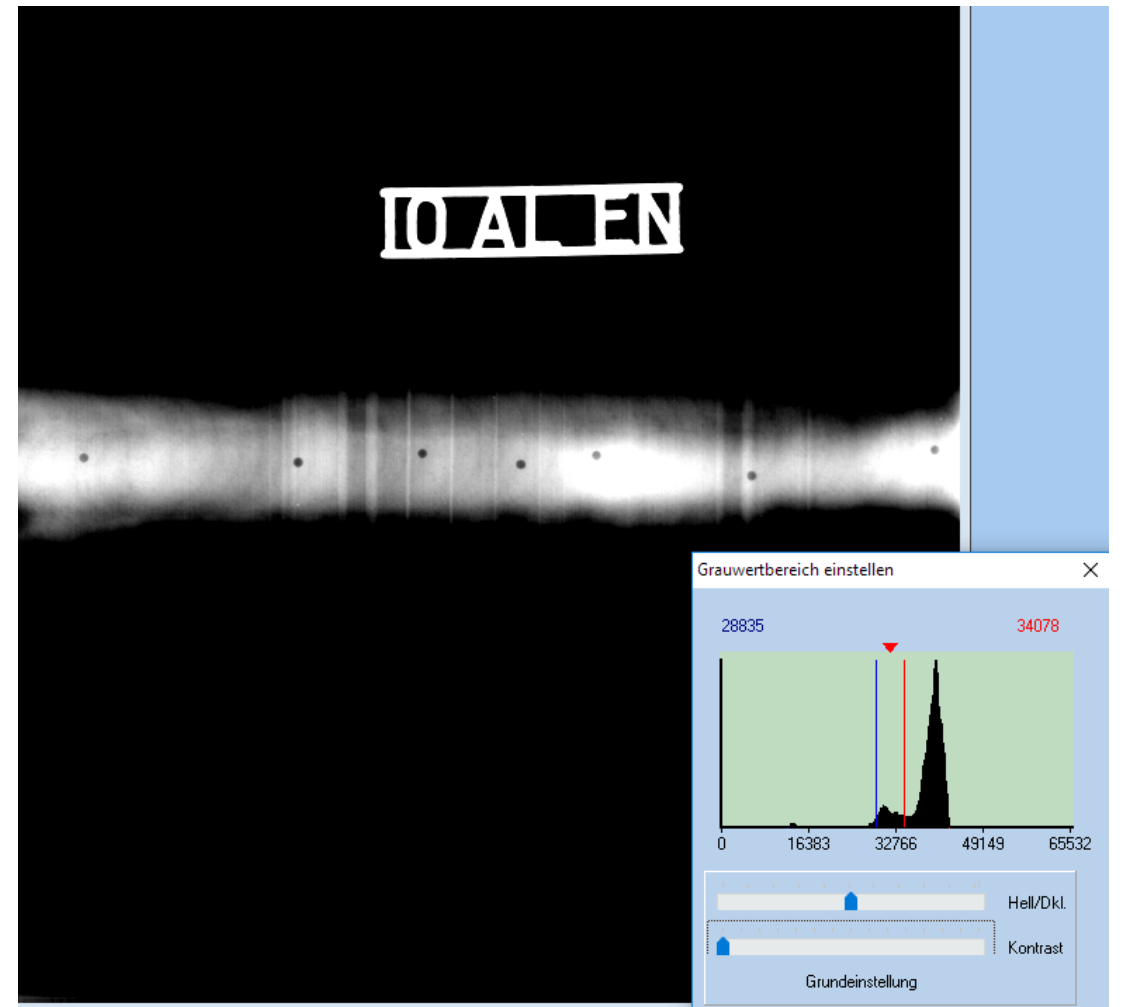 IO AL EN
Grauwertbereich einstellen
28835 34078
0 16383 32766 49149 65532
Hell/Dkl.
Kontrast
Grundeinstellung